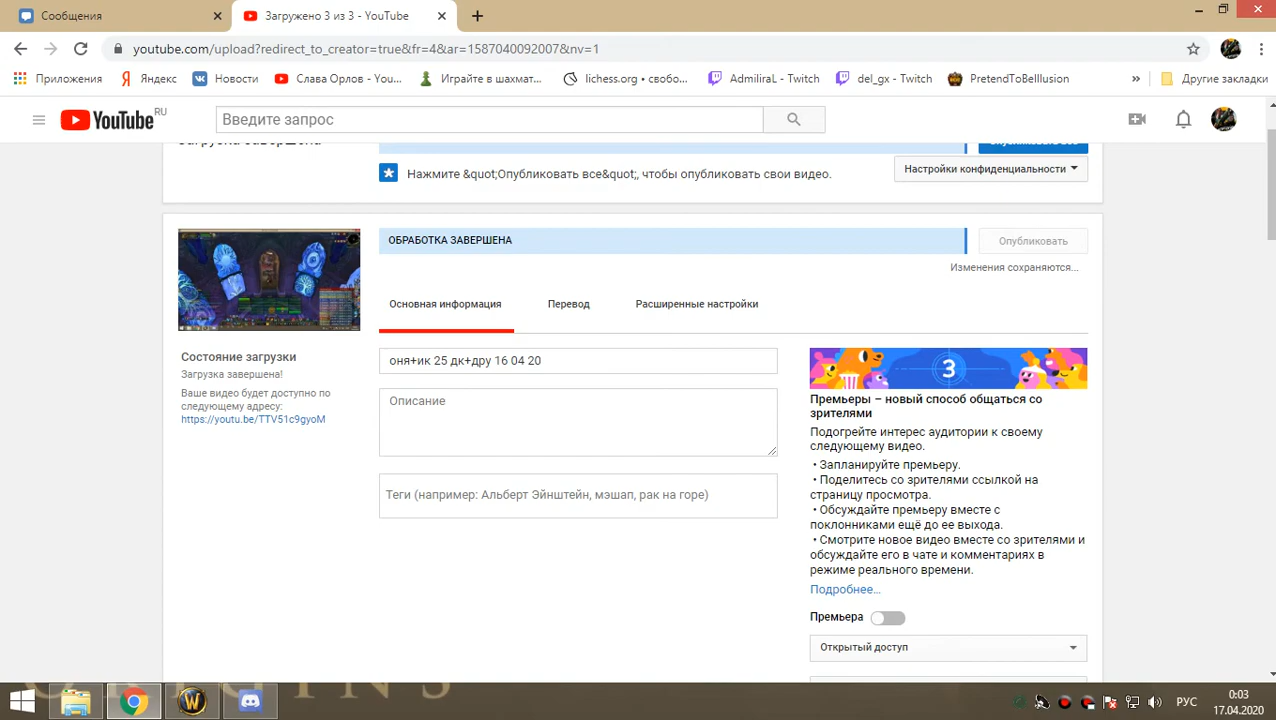 Сообщения
Загружено 3 из 3 - YouTube
youtube.com/upload?redirect_to_creator=true&fr=4&ar=1587040092007&nv=1
Приложения
Яндекс
Новости
Слава Орлов - You...
Играйте в шахмат...
lichess.org • свобо...
AdmiralL - Twitch
del_gx - Twitch
PretendToBeIllusion
»
Другие закладки
YouTube RU
Введите запрос
Загрузка завершена
Опубликовать все
Нажмите &quot;Опубликовать все&quot;, чтобы опубликовать свои видео.
Настройки конфиденциальности
ОБРАБОТКА ЗАВЕРШЕНА
Опубликовать
Изменения сохраняются...
Основная информация
Перевод
Расширенные настройки
Состояние загрузки
Загрузка завершена!
Ваше видео будет доступно по
следующему адресу:
https://youtu.be/TTV51c9gyoM
оня+ик 25 дк+дру 16 04 20
Описание
Теги (например: Альберт Эйнштейн, мэшап, рак на горе)
3
Премьеры – новый способ общаться со
зрителями
Подогрейте интерес аудитории к своему
следующему видео.
• Запланируйте премьеру.
• Поделитесь со зрителями ссылкой на
страницу просмотра.
• Обсуждайте премьеру вместе с
поклонниками ещё до ее выхода.
• Смотрите новое видео вместе со зрителями и
обсуждайте его в чате и комментариях в
режиме реального времени.
Подробнее...
Премьера
Открытый доступ
РУС
0:03
17.04.2020